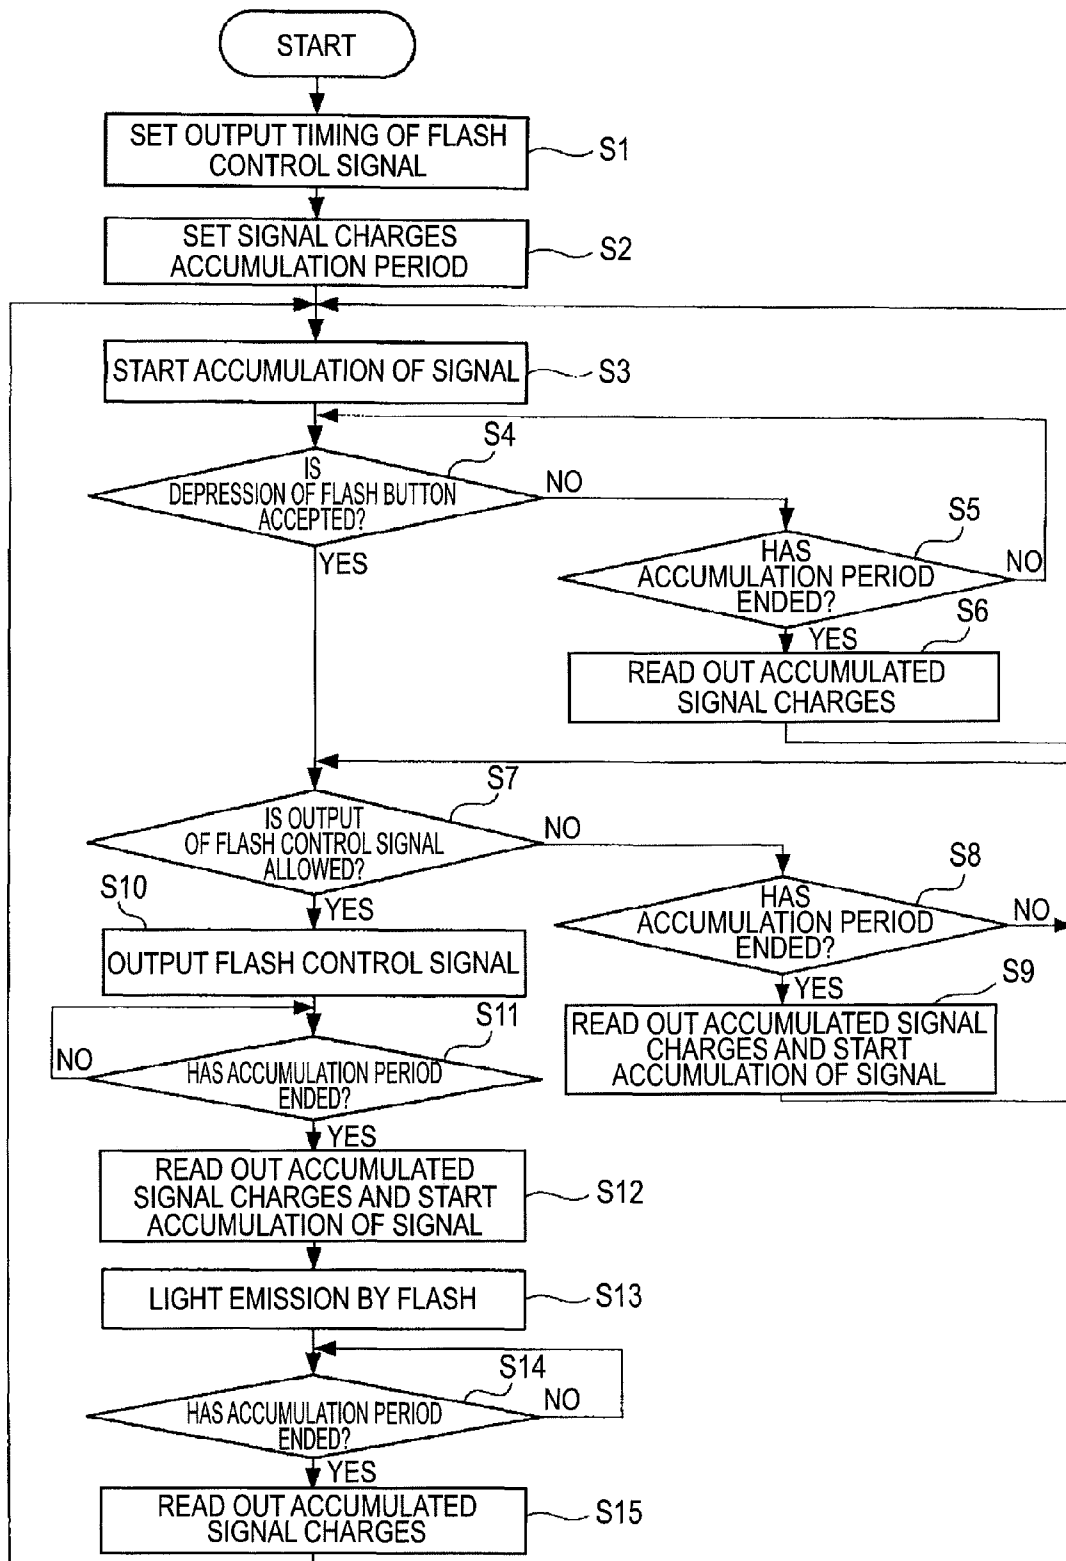 START
SET OUTPUT TIMING OF FLASH
CONTROL SIGNAL
S1
SET SIGNAL CHARGES
ACCUMULATION PERIOD
S2
START ACCUMULATION OF SIGNAL
S3
S4
IS
DEPRESSION OF FLASH BUTTON
ACCEPTED?
NO
YES
S5
HAS
ACCUMULATION PERIOD
ENDED?
NO
YES
S6
READ OUT ACCUMULATED
SIGNAL CHARGES
S7
IS OUTPUT
OF FLASH CONTROL SIGNAL
ALLOWED?
NO
YES
S8
HAS
ACCUMULATION PERIOD
ENDED?
NO
YES
S9
READ OUT ACCUMULATED SIGNAL
CHARGES AND START
ACCUMULATION OF SIGNAL
S10
OUTPUT FLASH CONTROL SIGNAL
S11
HAS ACCUMULATION PERIOD
ENDED?
NO
YES
READ OUT ACCUMULATED
SIGNAL CHARGES AND START
ACCUMULATION OF SIGNAL
S12
LIGHT EMISSION BY FLASH
S13
S14
HAS ACCUMULATION PERIOD
ENDED?
NO
YES
READ OUT ACCUMULATED
SIGNAL CHARGES
S15